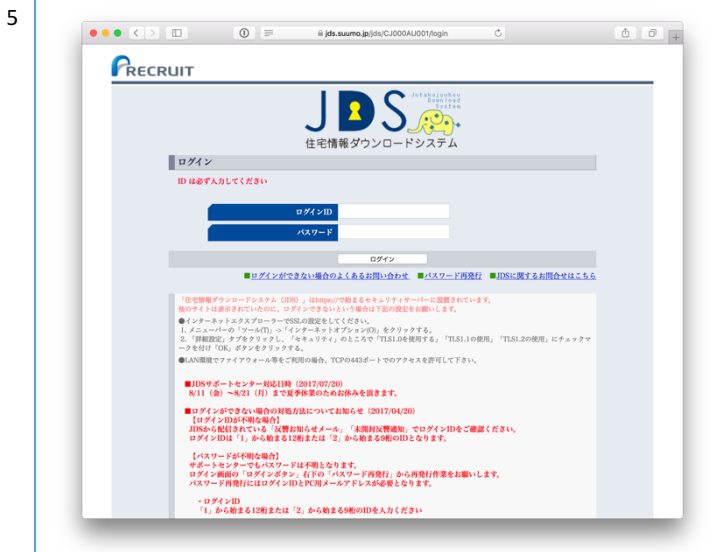 5
jds.suumo.jp/jds/CJ000AU001/login
RECRUIT
Jutakujouhou
Download
System
JDS
住宅情報ダウンロードシステム
ログイン
ID は必ず入力してください
ログインID
パスワード
ログイン
■ログインができない場合のよくあるお問い合わせ ■パスワード再発行 ■JDSに関するお問合せはこちら
「住宅情報ダウンロードシステム（JDS）」はhttps://で始まるセキュリティサーバーに設置されています。
他のサイトは表示されていたのに、ログインできないという場合は下記の設定をお願いします。
●インターネットエクスプローラーでSSLの設定をしてください。
1. メニューバーの「ツール(T)」->「インターネットオプション(O)」をクリックする。
2. 「詳細設定」タブをクリックし、「セキュリティ」のところで「TLS1.0を使用する」「TLS1.1の使用」「TLS1.2の使用」にチェックマ
ークを付け「OK」ボタンをクリックする。
●LAN環境でファイアウォール等をご利用の場合、TCPの443ポートでのアクセスを許可して下さい。
■JDSサポートセンター対応日時（2017/07/20）
8/11（金）～8/21（月）まで夏季休業のためお休みを頂きます。
■ログインができない場合の対処方法についてお知らせ（2017/04/20）
【ログインIDが不明な場合】
JDSから配信されている「反響お知らせメール」「未開封反響通知」でログインIDをご確認ください。
ログインIDは「1」から始まる12桁または「2」から始まる9桁のIDとなります。
【パスワードが不明な場合】
サポートセンターでもパスワードは不明となります。
ログイン画面の「ログインボタン」右下の「パスワード再発行」から再発行作業をお願いします。
パスワード再発行にはログインIDとPC用メールアドレスが必要となります。
・ログインID
「1」から始まる12桁または「2」から始まる9桁のIDを入力ください